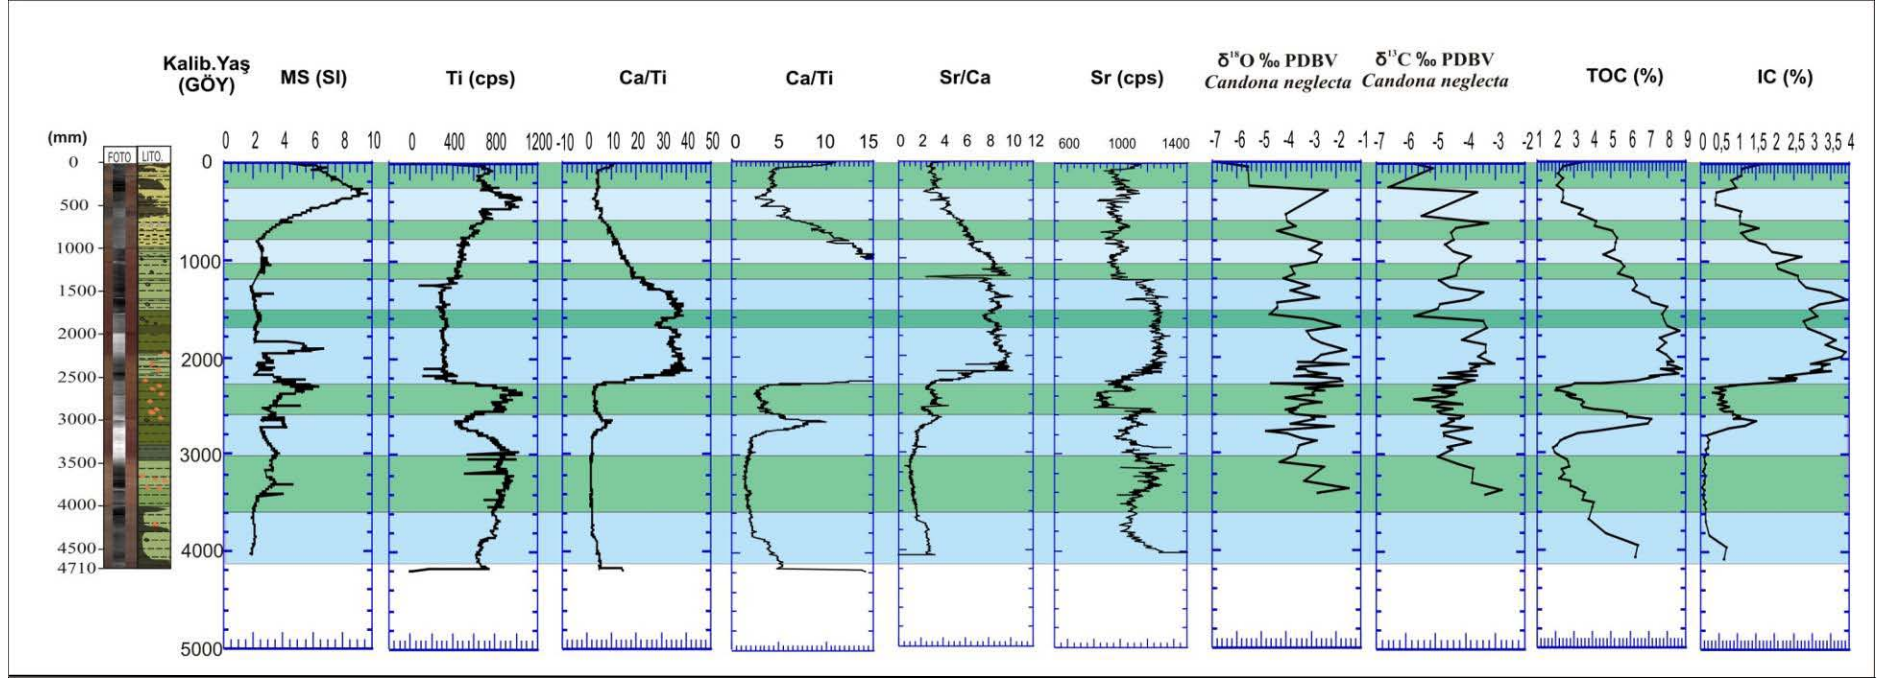 Kalib.Yaş
(GÖY)
MS (SI)
Ti (cps)
Ca/Ti
Ca/Ti
Sr/Ca
Sr (cps)
δ¹⁸O ‰ PDBV
Candona neglecta
δ¹³C ‰ PDBV
Candona neglecta
TOC (%)
IC (%)
(mm)
FOTO LİTO.
0 2 4 6 8 10
0 400 800 1200
-10 0 10 20 30 40 50
0 5 10 15
0 2 4 6 8 10 12
600 1000 1400
-7 -6 -5 -4 -3 -2 -1
-7 -6 -5 -4 -3 -2
1 2 3 4 5 6 7 8 9
0 0,5 1 1,5 2 2,5 3 3,5 4
0
500
1000
1500
2000
2500
3000
3500
4000
4500
4710
0
1000
2000
3000
4000
5000